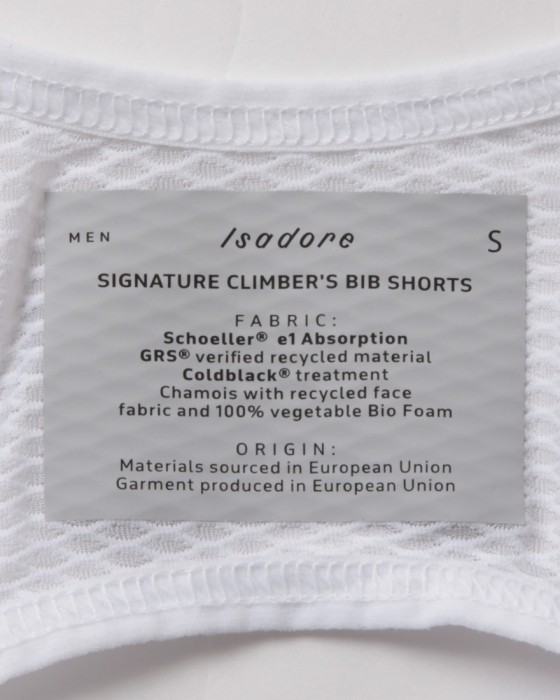 MEN Isadore S
SIGNATURE CLIMBER'S BIB SHORTS
FABRIC:
Schoeller® e1 Absorption
GRS® verified recycled material
Coldblack® treatment
Chamois with recycled face
fabric and 100% vegetable Bio Foam
ORIGIN:
Materials sourced in European Union
Garment produced in European Union